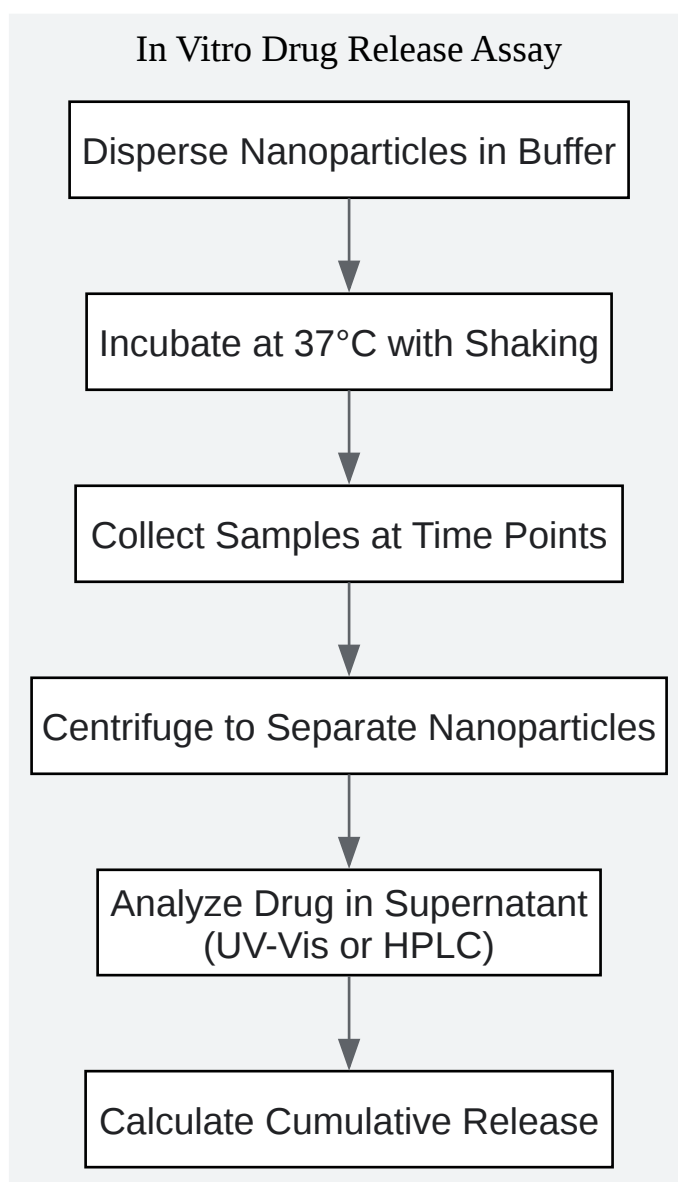 In Vitro Drug Release Assay
Disperse Nanoparticles in Buffer
Incubate at 37°C with Shaking
Collect Samples at Time Points
Centrifuge to Separate Nanoparticles
Analyze Drug in Supernatant
(UV-Vis or HPLC)
Calculate Cumulative Release